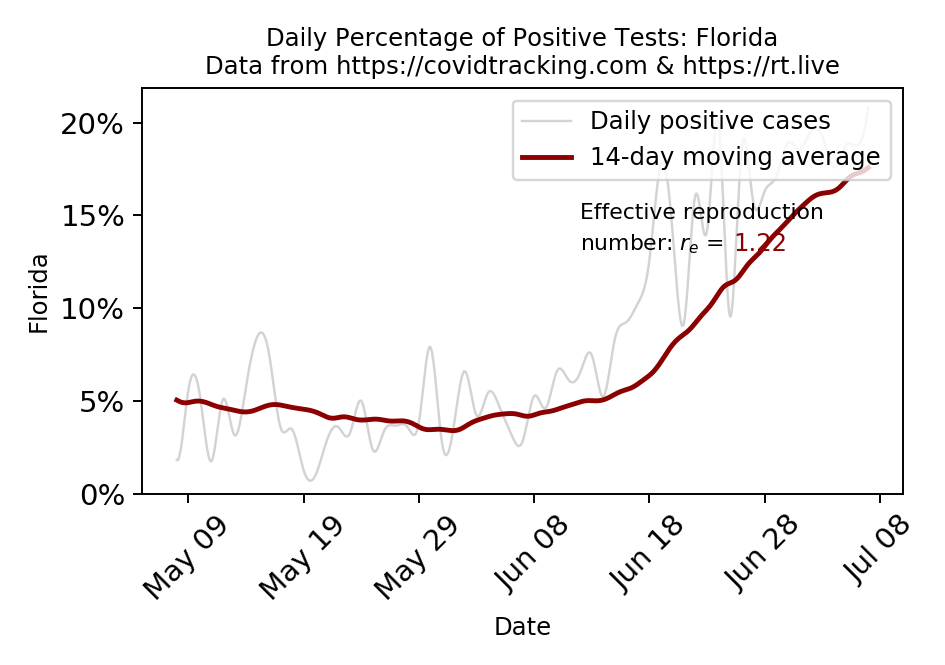 Daily Percentage of Positive Tests: Florida
Data from https://covidtracking.com & https://rt.live
Daily positive cases
14-day moving average
Effective reproduction
number: rₑ = 1.22
Florida
20%
15%
10%
5%
0%
May 09
May 19
May 29
Jun 08
Jun 18
Jun 28
Jul 08
Date